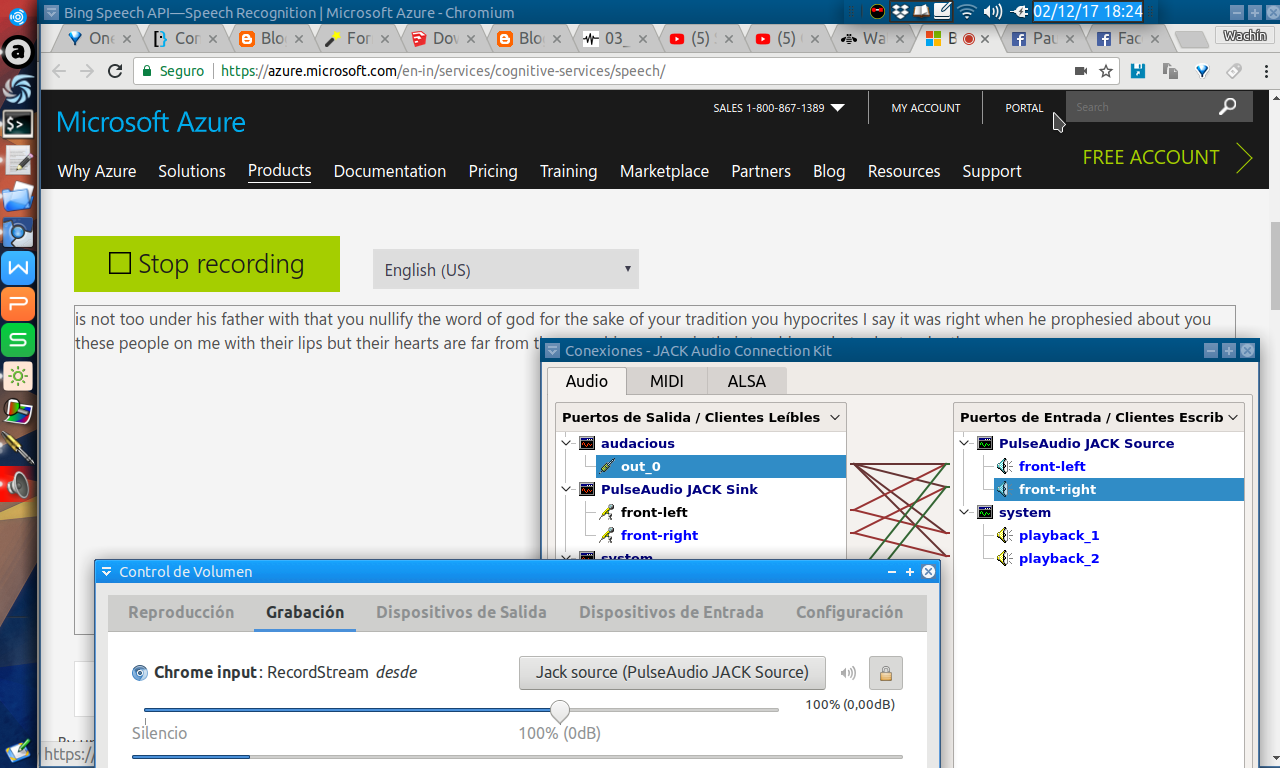 Bing Speech API—Speech Recognition | Microsoft Azure - Chromium
02/12/17 18:24
One
Cor
Blog
For
Dov
Blog
03_
(5)
(5)
Wa
B
Pau
Fac
Wachin
Seguro
https://azure.microsoft.com/en-in/services/cognitive-services/speech/
SALES 1-800-867-1389
MY ACCOUNT
PORTAL
Search
Microsoft Azure
FREE ACCOUNT
Why Azure
Solutions
Products
Documentation
Pricing
Training
Marketplace
Partners
Blog
Resources
Support
Stop recording
English (US)
is not too under his father with that you nullify the word of god for the sake of your tradition you hypocrites I say it was right when he prophesied about you
these people on me with their lips but their hearts are far from
Conexiones - JACK Audio Connection Kit
Audio
MIDI
ALSA
Puertos de Salida / Clientes Leíbles
audacious
out_0
PulseAudio JACK Sink
front-left
front-right
system
Puertos de Entrada / Clientes Escrib
PulseAudio JACK Source
front-left
front-right
system
playback_1
playback_2
Control de Volumen
Reproducción
Grabación
Dispositivos de Salida
Dispositivos de Entrada
Configuración
Chrome input: RecordStream desde
Jack source (PulseAudio JACK Source)
100% (0,00dB)
Silencio
100% (0dB)
https:/